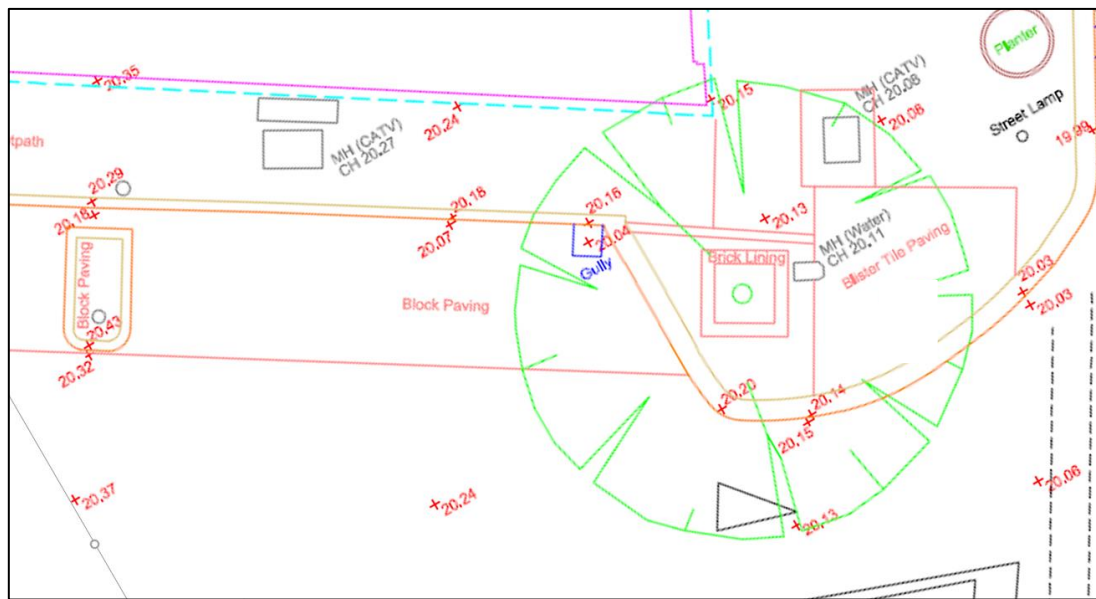 Planter
20.35
MH (CATV)
CH 20.08
20.15
20.24
MH (CATV)
CH 20.27
20.08
Street Lamp
19.99
tpath
20.29
20.18
20.18
20.07
20.16
20.04
Gully
20.13
MH (Water)
CH 20.11
Blister Tile Paving
Brick Lining
Block Paving
Block Paving
20.03
20.03
20.43
20.32
20.20
20.14
20.15
20.37
20.24
20.13
20.06